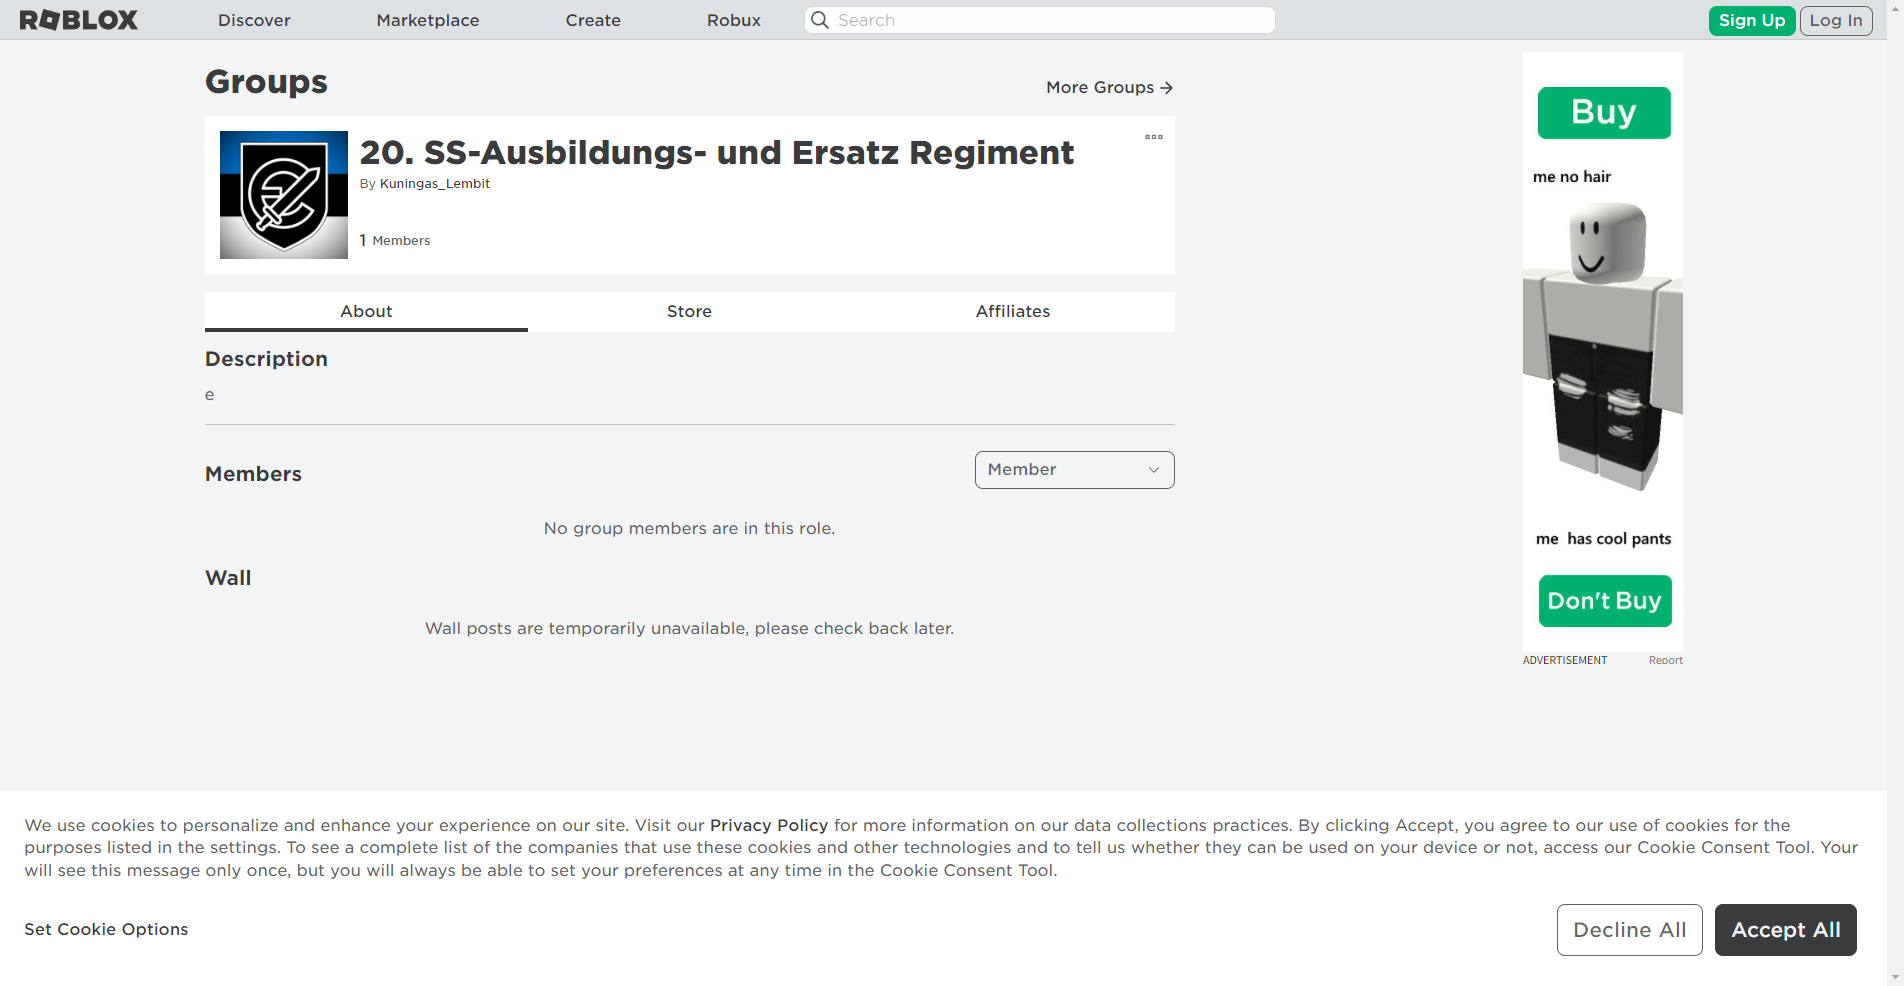 ROBLOX
Discover
Marketplace
Create
Robux
Search
Sign Up
Log In
Groups
More Groups →
20. SS-Ausbildungs- und Ersatz Regiment
By Kuningas_Lembit
1 Members
About
Store
Affiliates
Description
e
Members
Member
No group members are in this role.
Wall
Wall posts are temporarily unavailable, please check back later.
Buy
me no hair
me has cool pants
Don't Buy
ADVERTISEMENT
Report
We use cookies to personalize and enhance your experience on our site. Visit our Privacy Policy for more information on our data collections practices. By clicking Accept, you agree to our use of cookies for the
purposes listed in the settings. To see a complete list of the companies that use these cookies and other technologies and to tell us whether they can be used on your device or not, access our Cookie Consent Tool. Your
will see this message only once, but you will always be able to set your preferences at any time in the Cookie Consent Tool.
Set Cookie Options
Decline All
Accept All